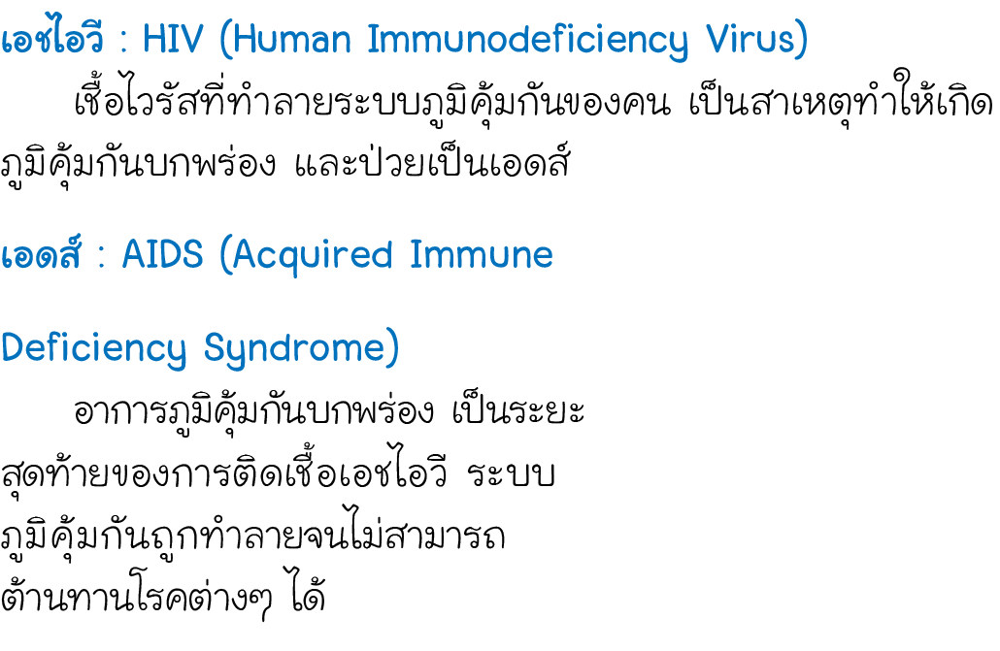 เอชไอวี : HIV (Human Immunodeficiency Virus)
เชื้อไวรัสที่ทำลายระบบภูมิคุ้มกันของคน เป็นสาเหตุทำให้เกิด
ภูมิคุ้มกันบกพร่อง และป่วยเป็นเอดส์
เอดส์ : AIDS (Acquired Immune
Deficiency Syndrome)
อาการภูมิคุ้มกันบกพร่อง เป็นระยะ
สุดท้ายของการติดเชื้อเอชไอวี ระบบ
ภูมิคุ้มกันถูกทำลายจนไม่สามารถ
ต้านทานโรคต่างๆ ได้